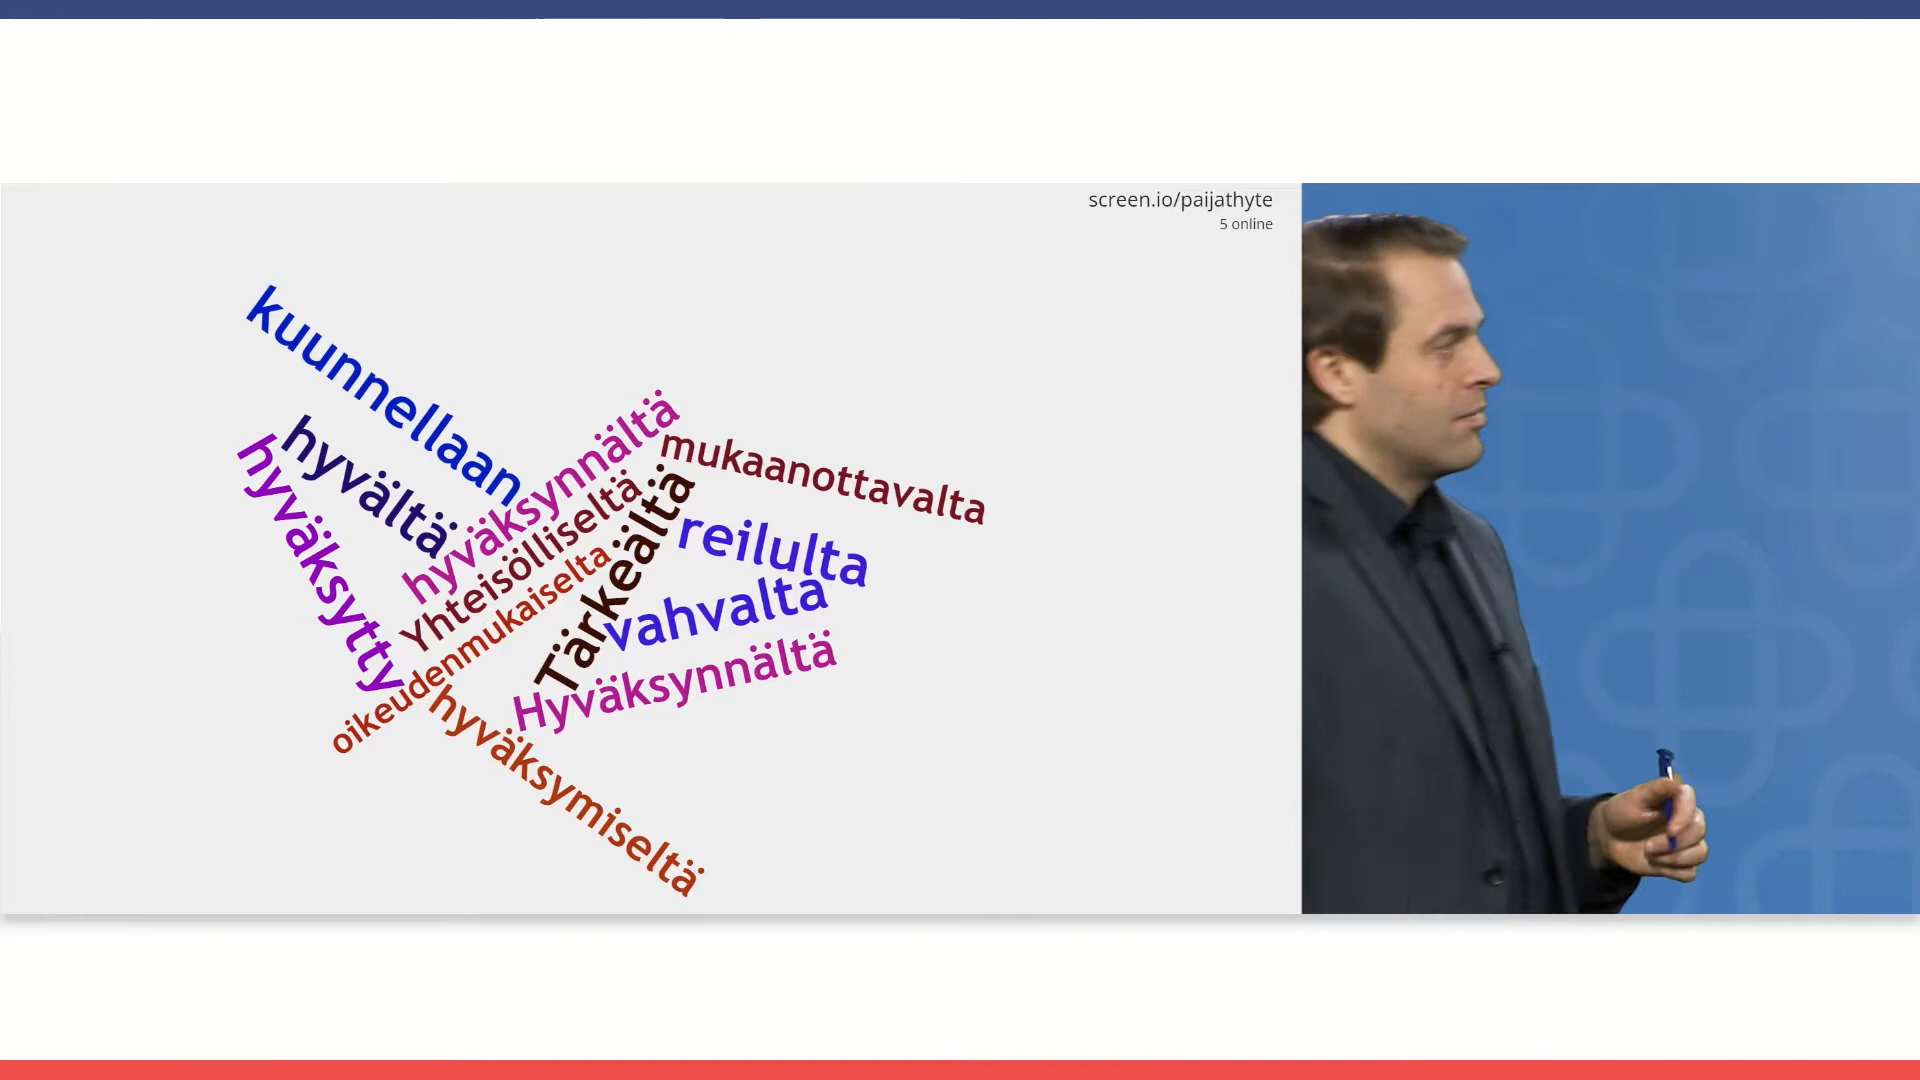 screen.io/paijathyte
5 online
kuunnellaan
hyvältä
hyväksytty
hyväksynnältä
Yhteisölliseltä
oikeudenmukaiselta
Tärkeältä
mukaanottavalta
reilulta
vahvalta
Hyväksynnältä
hyväksymiseltä